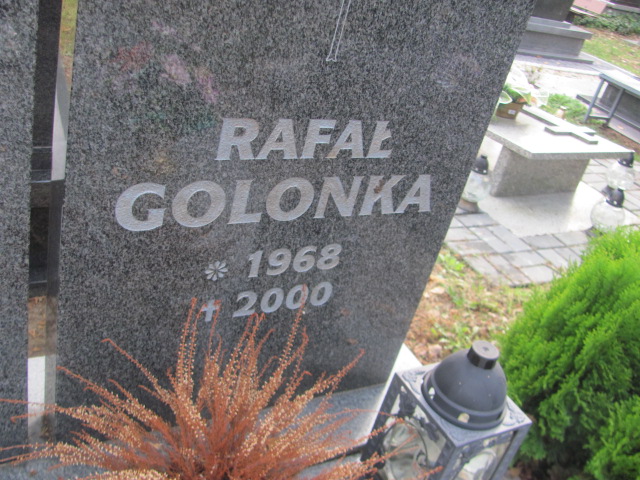 RAFAŁ
GOLONKA
* 1968
+ 2000